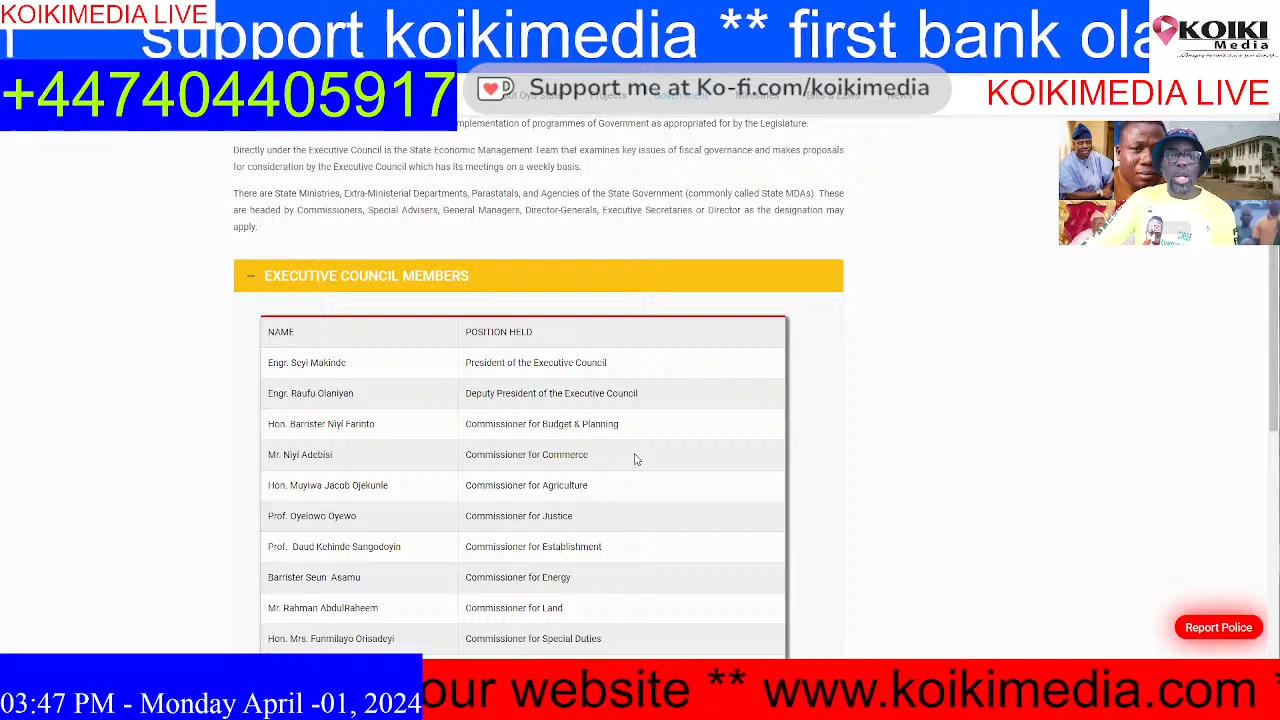 KOIKIMEDIA LIVE
support koikimedia ** first bank ola
KOIKI
Media
+447404405917
Support me at Ko-fi.com/koikimedia
KOIKIMEDIA LIVE
Projects
Government
Ministries
Bills & Laws
News
mplementation of programmes of Government as appropriated for by the Legislature.
Directly under the Executive Council is the State Economic Management Team that examines key issues of fiscal governance and makes proposals
for consideration by the Executive Council which has its meetings on a weekly basis.
There are State Ministries, Extra-Ministerial Departments, Parastatals, and Agencies of the State Government (commonly called State MDAs). These
are headed by Commissioners, Special Advisers, General Managers, Director-Generals, Executive Secretaries or Director as the designation may
apply.
− EXECUTIVE COUNCIL MEMBERS
NAME POSITION HELD
Engr. Seyi Makinde President of the Executive Council
Engr. Raufu Olaniyan Deputy President of the Executive Council
Hon. Barrister Niyi Farinto Commissioner for Budget & Planning
Mr. Niyi Adebisi Commissioner for Commerce
Hon. Muyiwa Jacob Ojekunle Commissioner for Agriculture
Prof. Oyelowo Oyewo Commissioner for Justice
Prof. Daud Kehinde Sangodoyin Commissioner for Establishment
Barrister Seun Asamu Commissioner for Energy
Mr. Rahman AbdulRaheem Commissioner for Land
Hon. Mrs. Funmilayo Orisadeyi Commissioner for Special Duties
Report Police
03:47 PM - Monday April -01, 2024
our website ** www.koikimedia.com *